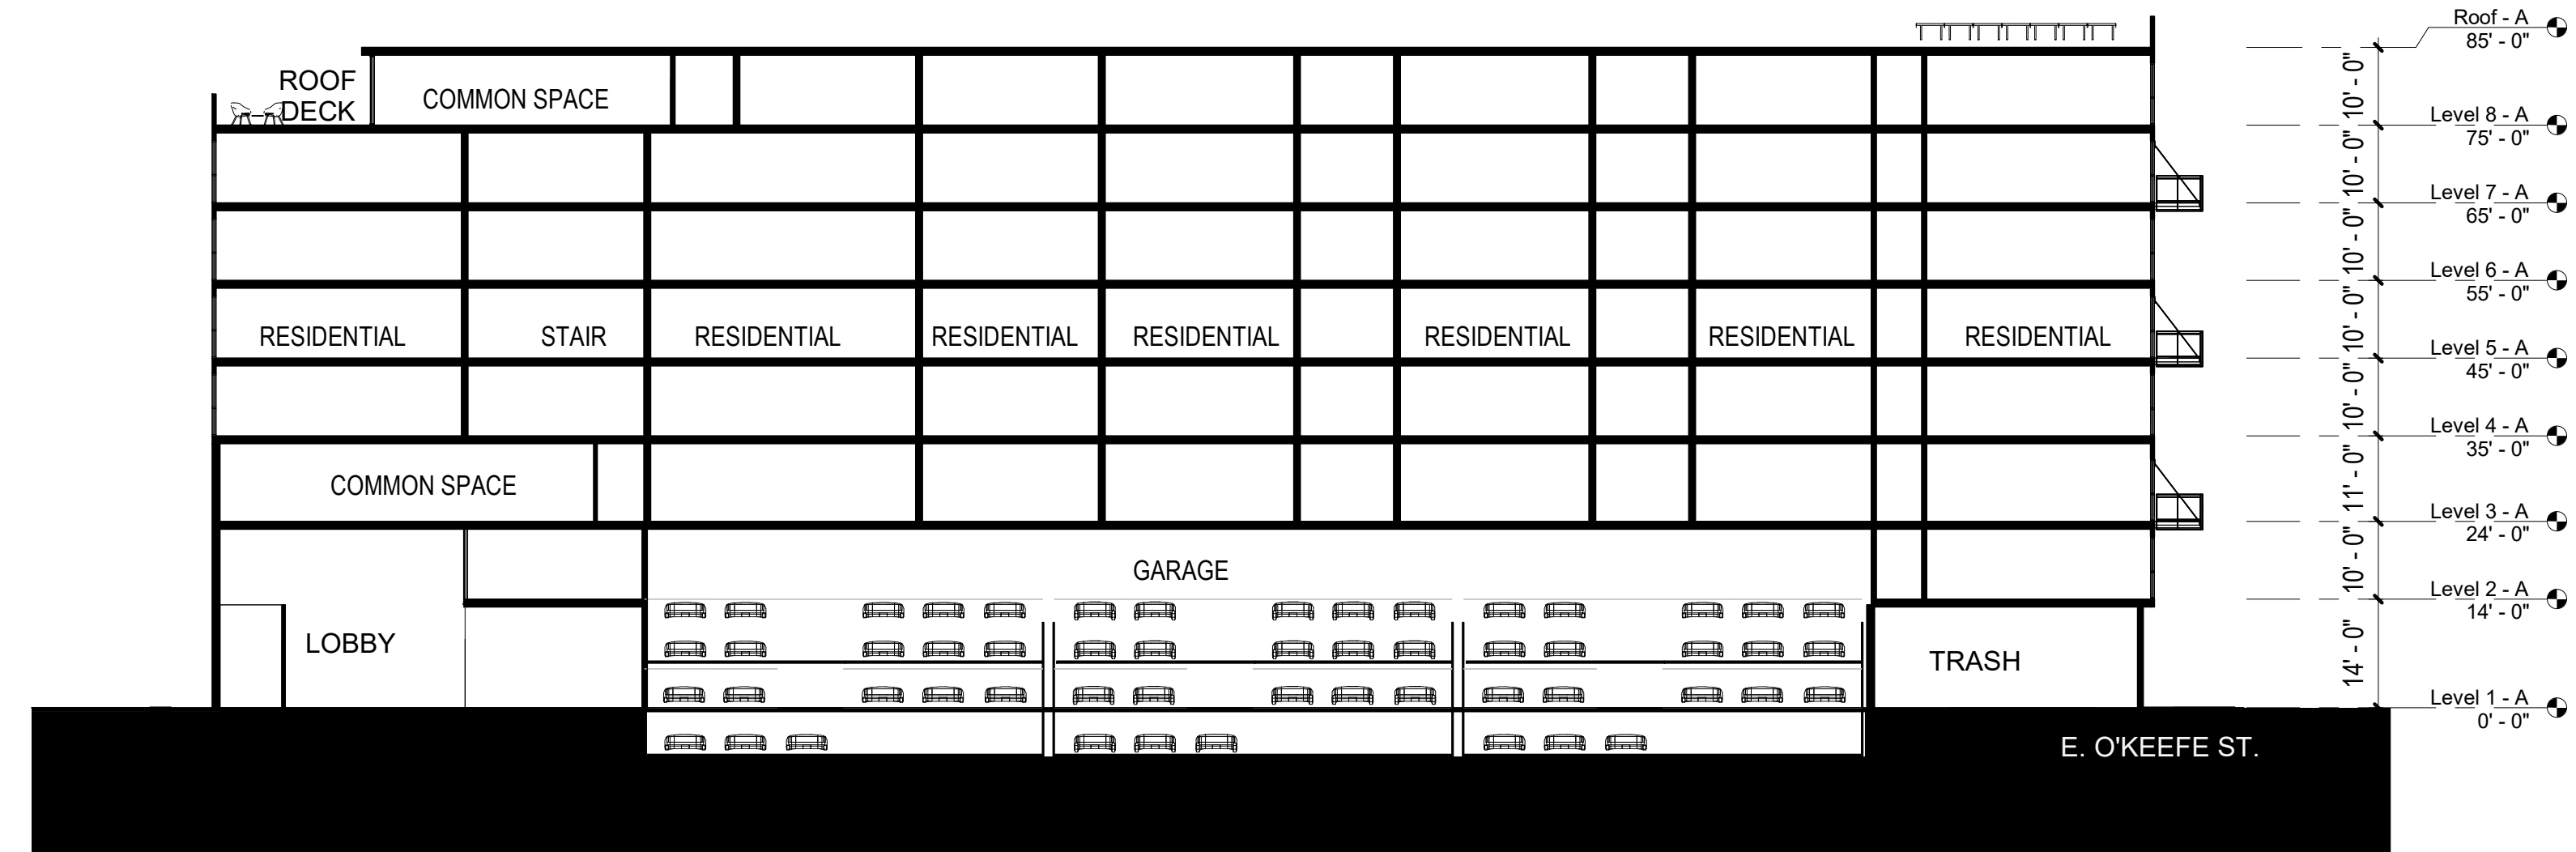 Roof - A
85' - 0"
ROOF
DECK
COMMON SPACE
10' - 0"
Level 8 - A
75' - 0"
10' - 0"
Level 7 - A
65' - 0"
10' - 0"
Level 6 - A
55' - 0"
RESIDENTIAL STAIR RESIDENTIAL RESIDENTIAL RESIDENTIAL RESIDENTIAL RESIDENTIAL RESIDENTIAL
10' - 0"
Level 5 - A
45' - 0"
10' - 0"
Level 4 - A
35' - 0"
COMMON SPACE
11' - 0"
Level 3 - A
24' - 0"
GARAGE
10' - 0"
Level 2 - A
14' - 0"
LOBBY
TRASH
14' - 0"
Level 1 - A
0' - 0"
E. O'KEEFE ST.